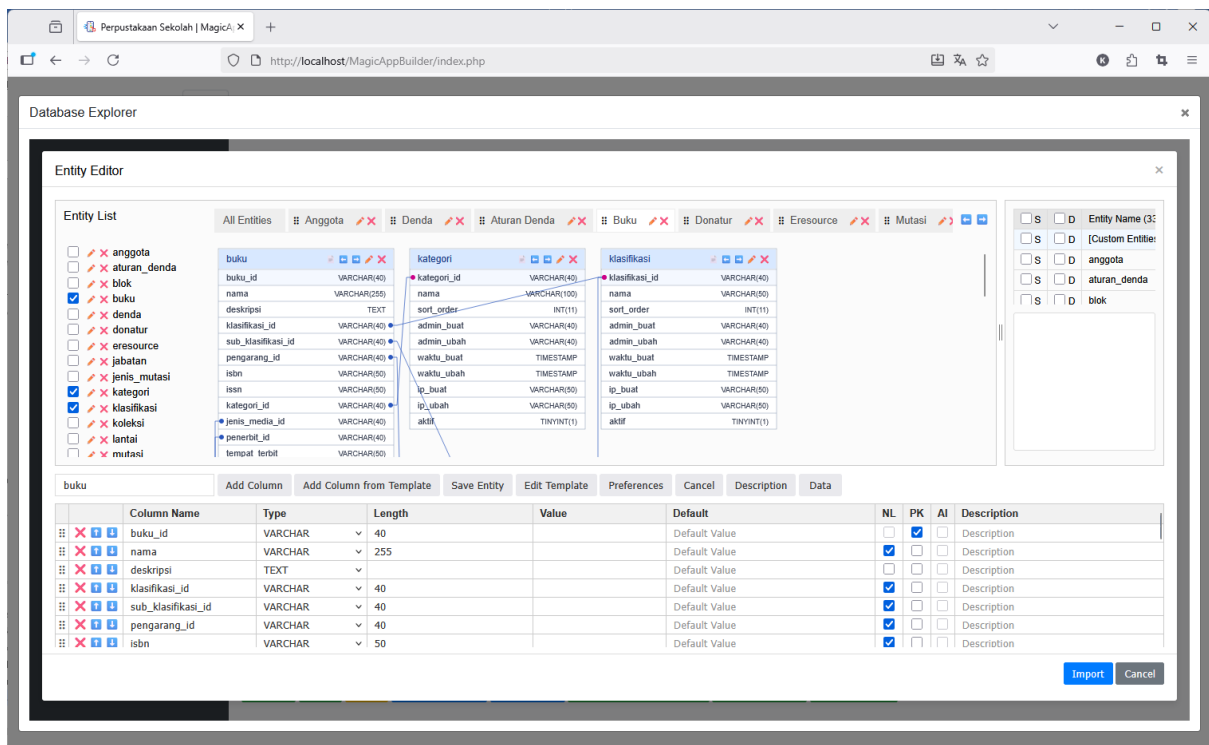 Perpustakaan Sekolah | MagicA
http://localhost/MagicAppBuilder/index.php
Database Explorer
Entity Editor
Entity List
anggota
aturan_denda
blok
buku
denda
donatur
eresource
jabatan
jenis_mutasi
kategori
klasifikasi
koleksi
lantai
mutasi
All Entities Anggota Denda Aturan Denda Buku Donatur Eresource Mutasi
buku
buku_id VARCHAR(40)
nama VARCHAR(255)
deskripsi TEXT
klasifikasi_id VARCHAR(40)
sub_klasifikasi_id VARCHAR(40)
pengarang_id VARCHAR(40)
isbn VARCHAR(50)
issn VARCHAR(50)
kategori_id VARCHAR(40)
jenis_media_id VARCHAR(40)
penerbit_id VARCHAR(40)
tempat_terbit VARCHAR(50)
kategori
kategori_id VARCHAR(40)
nama VARCHAR(100)
sort_order INT(11)
admin_buat VARCHAR(40)
admin_ubah VARCHAR(40)
waktu_buat TIMESTAMP
waktu_ubah TIMESTAMP
ip_buat VARCHAR(50)
ip_ubah VARCHAR(50)
aktif TINYINT(1)
klasifikasi
klasifikasi_id VARCHAR(40)
nama VARCHAR(50)
sort_order INT(11)
admin_buat VARCHAR(40)
admin_ubah VARCHAR(40)
waktu_buat TIMESTAMP
waktu_ubah TIMESTAMP
ip_buat VARCHAR(50)
ip_ubah VARCHAR(50)
aktif TINYINT(1)
S D Entity Name (33
S D [Custom Entities
S D anggota
S D aturan_denda
S D blok
buku Add Column Add Column from Template Save Entity Edit Template Preferences Cancel Description Data
Column Name Type Length Value Default NL PK AI Description
buku_id VARCHAR 40 Default Value Description
nama VARCHAR 255 Default Value Description
deskripsi TEXT Default Value Description
klasifikasi_id VARCHAR 40 Default Value Description
sub_klasifikasi_id VARCHAR 40 Default Value Description
pengarang_id VARCHAR 40 Default Value Description
isbn VARCHAR 50 Default Value Description
Import Cancel